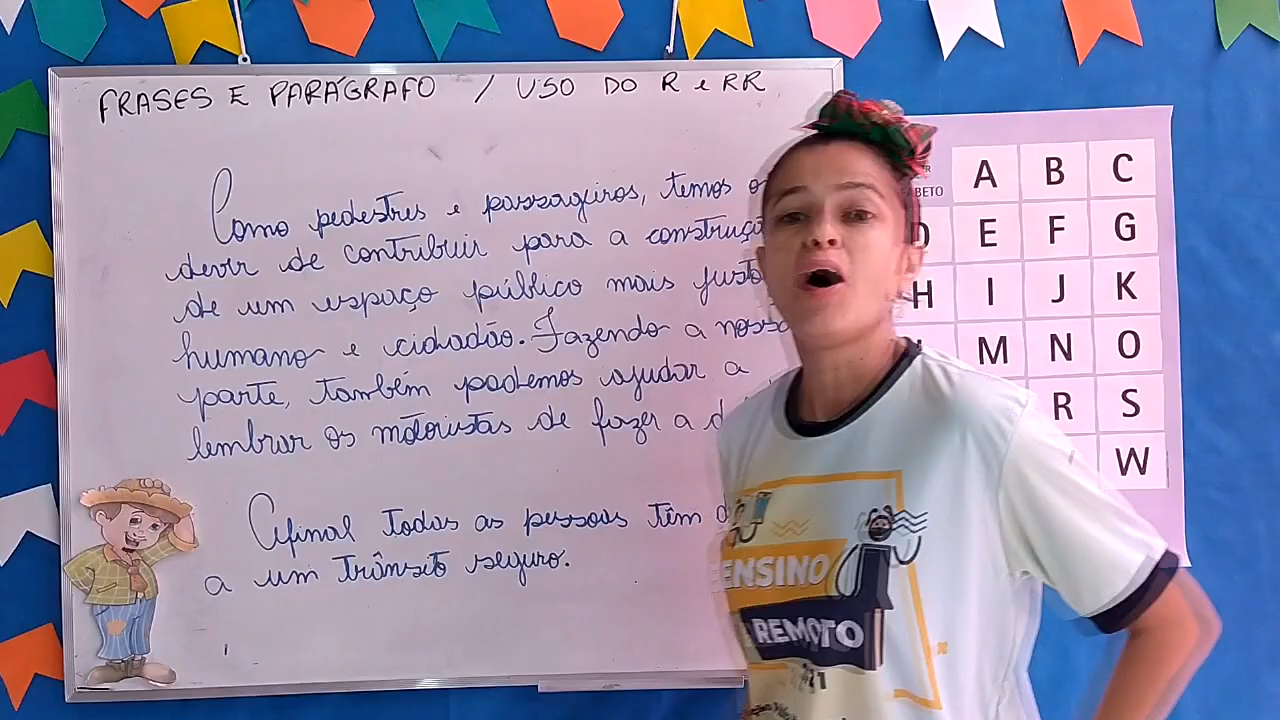 FRASES E PARÁGRAFO / USO DO R e RR
Como pedestres e passageiros, temos o
dever de contribuir para a construçã
de um espaço público mais justo
humano e cidadão. Fazendo a nossa
parte, também podemos ajudar a
lembrar os motoristas de fazer a d
Afinal todas as pessoas têm d
a um trânsito seguro.
A B C
E F G
H I J K
M N O
R S
W
ENSINO
REMOTO